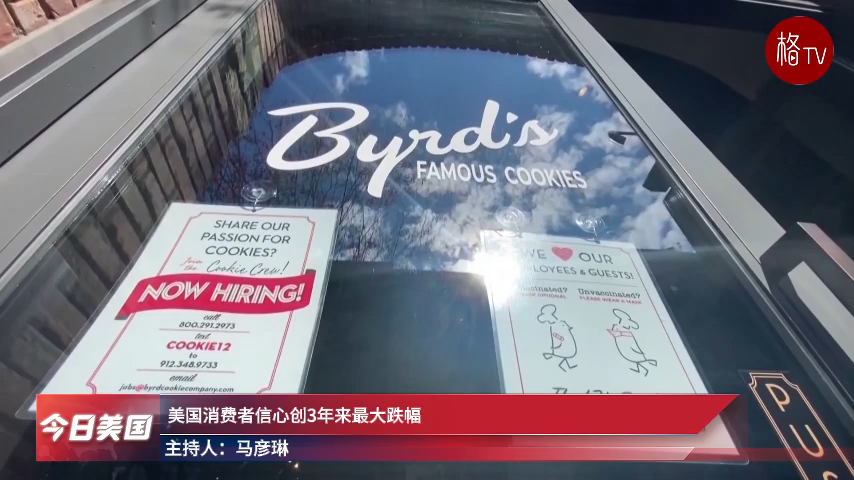 格TV
Byrd's
FAMOUS COOKIES
SHARE OUR
PASSION FOR
COOKIES?
Join the Cookie Crew!
NOW HIRING!
call
800.291.2973
text
COOKIE12
to
912.348.9733
email
jobs@byrdcookiecompany.com
WE OUR
EMPLOYEES & GUESTS!
Vaccinated? Unvaccinated?
MASK OPTIONAL PLEASE WEAR A MASK
今日美国
美国消费者信心创3年来最大跌幅
主持人：马彦琳